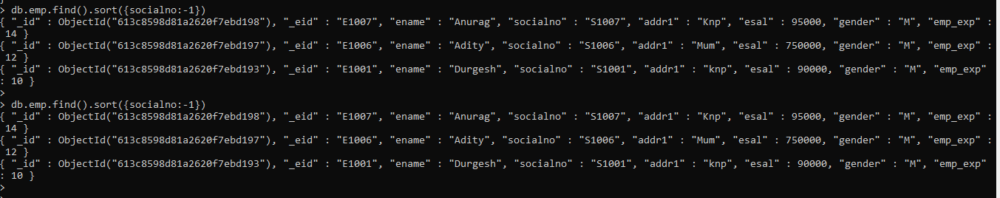 > db.emp.find().sort({socialno:-1})
{ "_id" : ObjectId("613c8598d81a2620f7ebd198"), "_eid" : "E1007", "ename" : "Anurag", "socialno" : "S1007", "addr1" : "Knp", "esal" : 95000, "gender" : "M", "emp_exp" :
14 }
{ "_id" : ObjectId("613c8598d81a2620f7ebd197"), "_eid" : "E1006", "ename" : "Adity", "socialno" : "S1006", "addr1" : "Mum", "esal" : 750000, "gender" : "M", "emp_exp" :
12 }
{ "_id" : ObjectId("613c8598d81a2620f7ebd193"), "_eid" : "E1001", "ename" : "Durgesh", "socialno" : "S1001", "addr1" : "knp", "esal" : 90000, "gender" : "M", "emp_exp"
: 10 }
>
> db.emp.find().sort({socialno:-1})
{ "_id" : ObjectId("613c8598d81a2620f7ebd198"), "_eid" : "E1007", "ename" : "Anurag", "socialno" : "S1007", "addr1" : "Knp", "esal" : 95000, "gender" : "M", "emp_exp" :
14 }
{ "_id" : ObjectId("613c8598d81a2620f7ebd197"), "_eid" : "E1006", "ename" : "Adity", "socialno" : "S1006", "addr1" : "Mum", "esal" : 750000, "gender" : "M", "emp_exp" :
12 }
{ "_id" : ObjectId("613c8598d81a2620f7ebd193"), "_eid" : "E1001", "ename" : "Durgesh", "socialno" : "S1001", "addr1" : "knp", "esal" : 90000, "gender" : "M", "emp_exp"
: 10 }
>